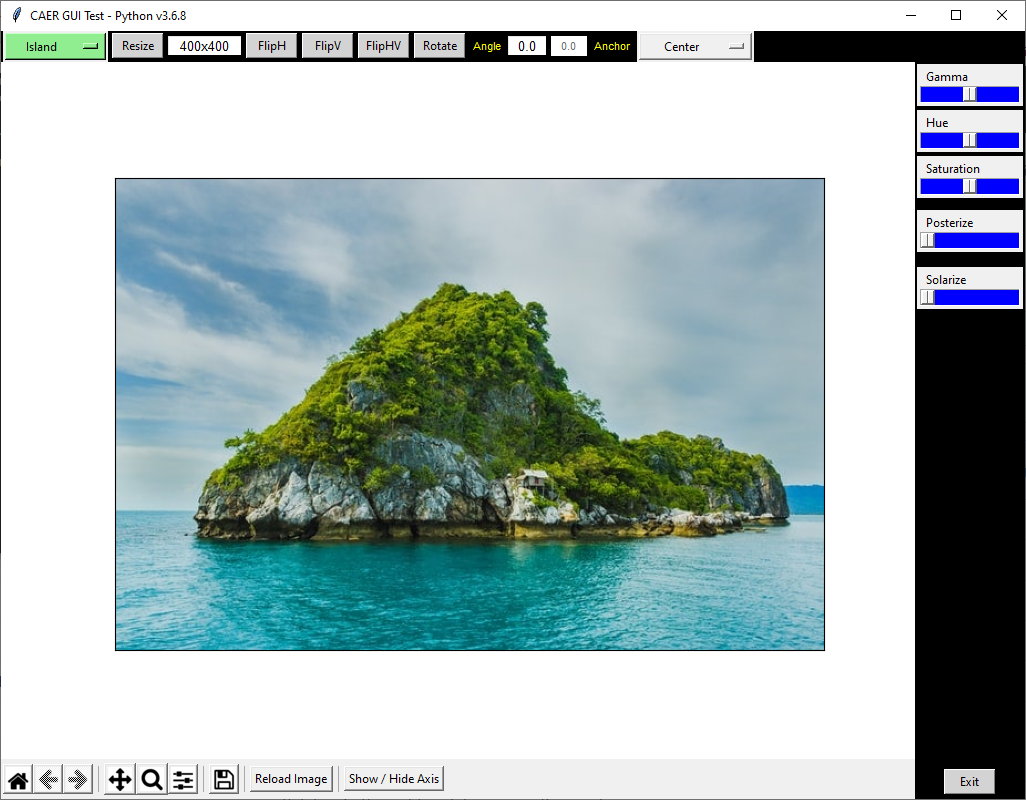 CAER GUI Test - Python v3.6.8
Island Resize 400x400 FlipH FlipV FlipHV Rotate Angle 0.0 0.0 Anchor Center
Gamma
Hue
Saturation
Posterize
Solarize
Reload Image Show / Hide Axis Exit